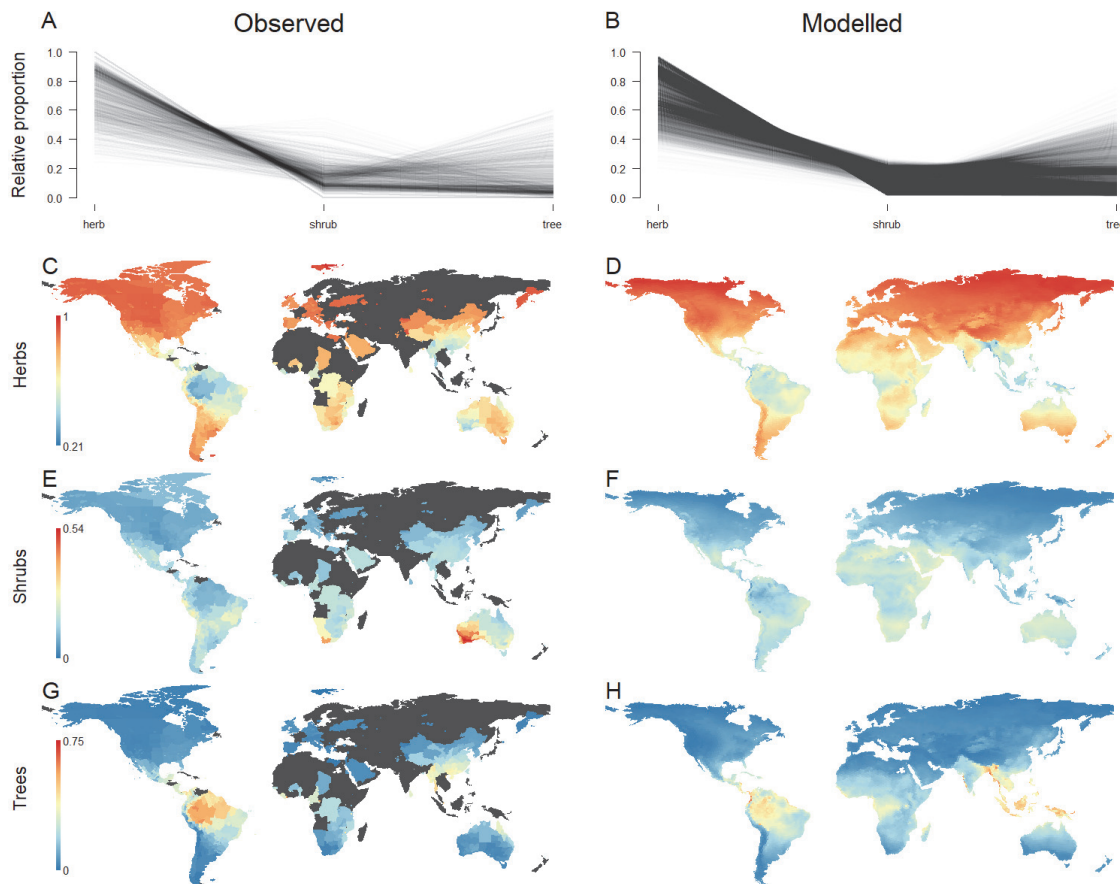 A Observed
B Modelled
Relative proportion
1.0
0.8
0.6
0.4
0.2
0.0
herb shrub tree
1.0
0.8
0.6
0.4
0.2
0.0
herb shrub tree
C
D
Herbs
1
0.21
E
F
Shrubs
0.54
0
G
H
Trees
0.75
0